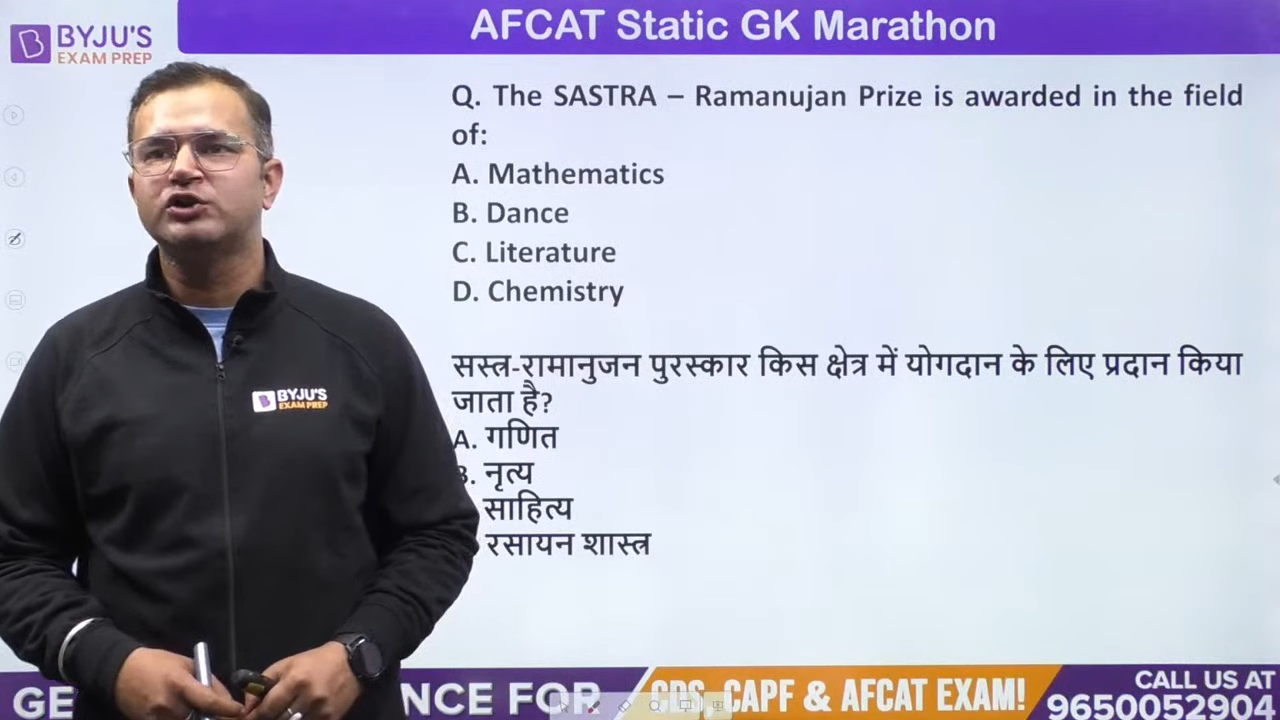 BYJU'S
EXAM PREP
AFCAT Static GK Marathon
Q. The SASTRA – Ramanujan Prize is awarded in the field
of:
A. Mathematics
B. Dance
C. Literature
D. Chemistry
सस्त्र-रामानुजन पुरस्कार किस क्षेत्र में योगदान के लिए प्रदान किया
जाता है?
A. गणित
B. नृत्य
साहित्य
रसायन शास्त्र
BYJU'S
EXAM PREP
GE NCE FOR CDS, CAPF & AFCAT EXAM!
CALL US AT
9650052904